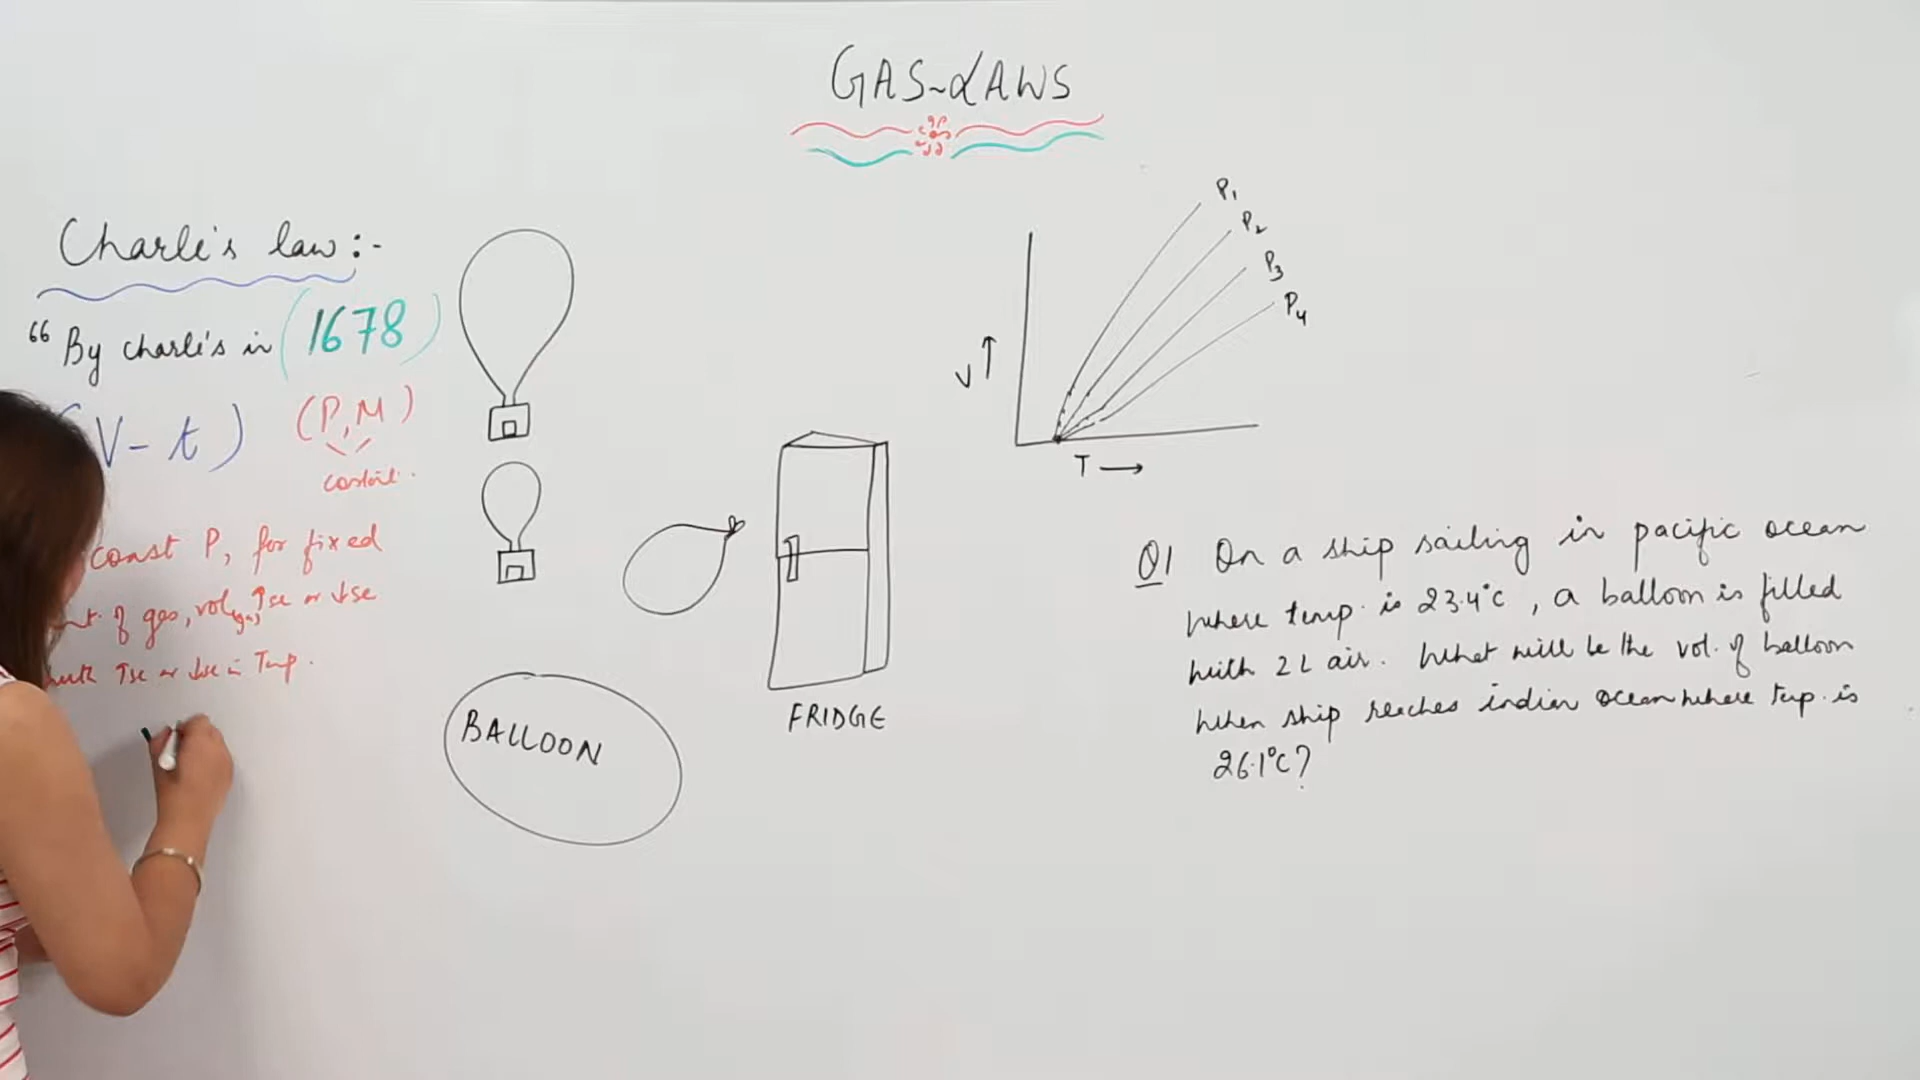 GAS~LAWS
Charle's law:-
“ By charle's in (1678)
V - t)
(P, M)
const P, for fixed
of gas, vol gas ↑se or ↓se
↑se or ↓se in Temp.
BALLOON
FRIDGE
P1
P2
P3
P4
V ↑
T →
Q1 On a ship sailing in pacific ocean
where temp. is 23.4°C, a balloon is filled
with 2 L air. What will be the vol. of balloon
when ship reaches indian ocean where temp. is
26.1°C?